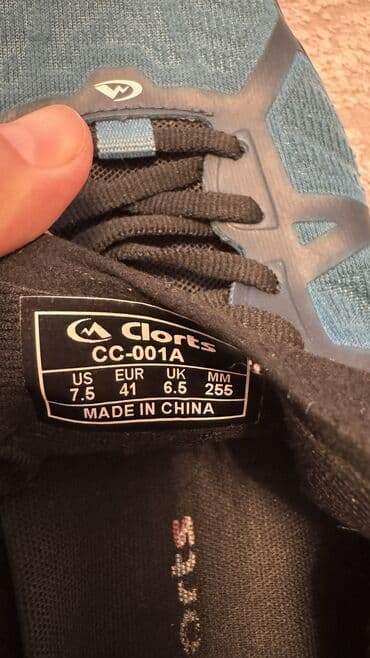 Clorts
CC-001A
US EUR UK MM
7.5 41 6.5 255
MADE IN CHINA